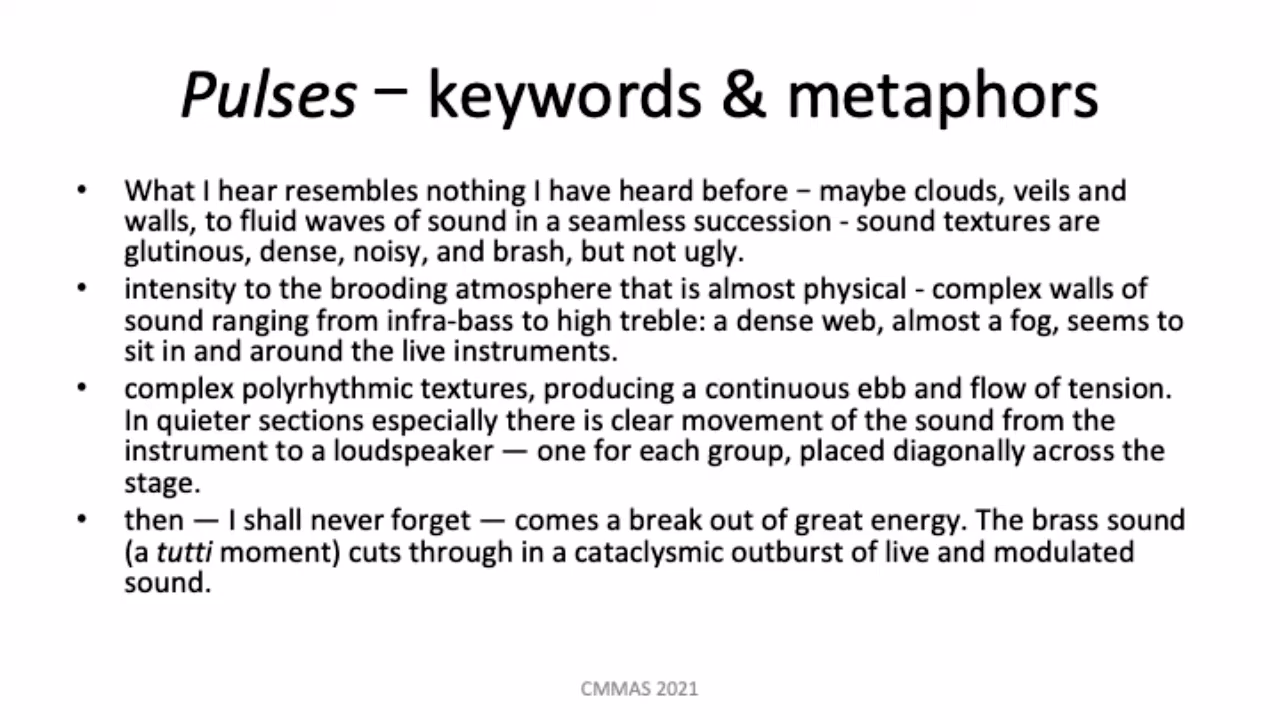 Pulses – keywords & metaphors
• What I hear resembles nothing I have heard before – maybe clouds, veils and
walls, to fluid waves of sound in a seamless succession - sound textures are
glutinous, dense, noisy, and brash, but not ugly.
• intensity to the brooding atmosphere that is almost physical - complex walls of
sound ranging from infra-bass to high treble: a dense web, almost a fog, seems to
sit in and around the live instruments.
• complex polyrhythmic textures, producing a continuous ebb and flow of tension.
In quieter sections especially there is clear movement of the sound from the
instrument to a loudspeaker — one for each group, placed diagonally across the
stage.
• then — I shall never forget — comes a break out of great energy. The brass sound
(a tutti moment) cuts through in a cataclysmic outburst of live and modulated
sound.
CMMAS 2021